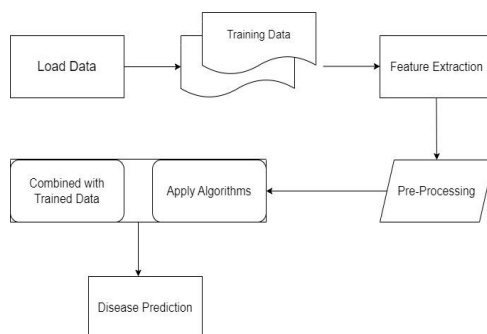 Load Data
Training Data
Feature Extraction
Pre-Processing
Apply Algorithms
Combined with
Trained Data
Disease Prediction